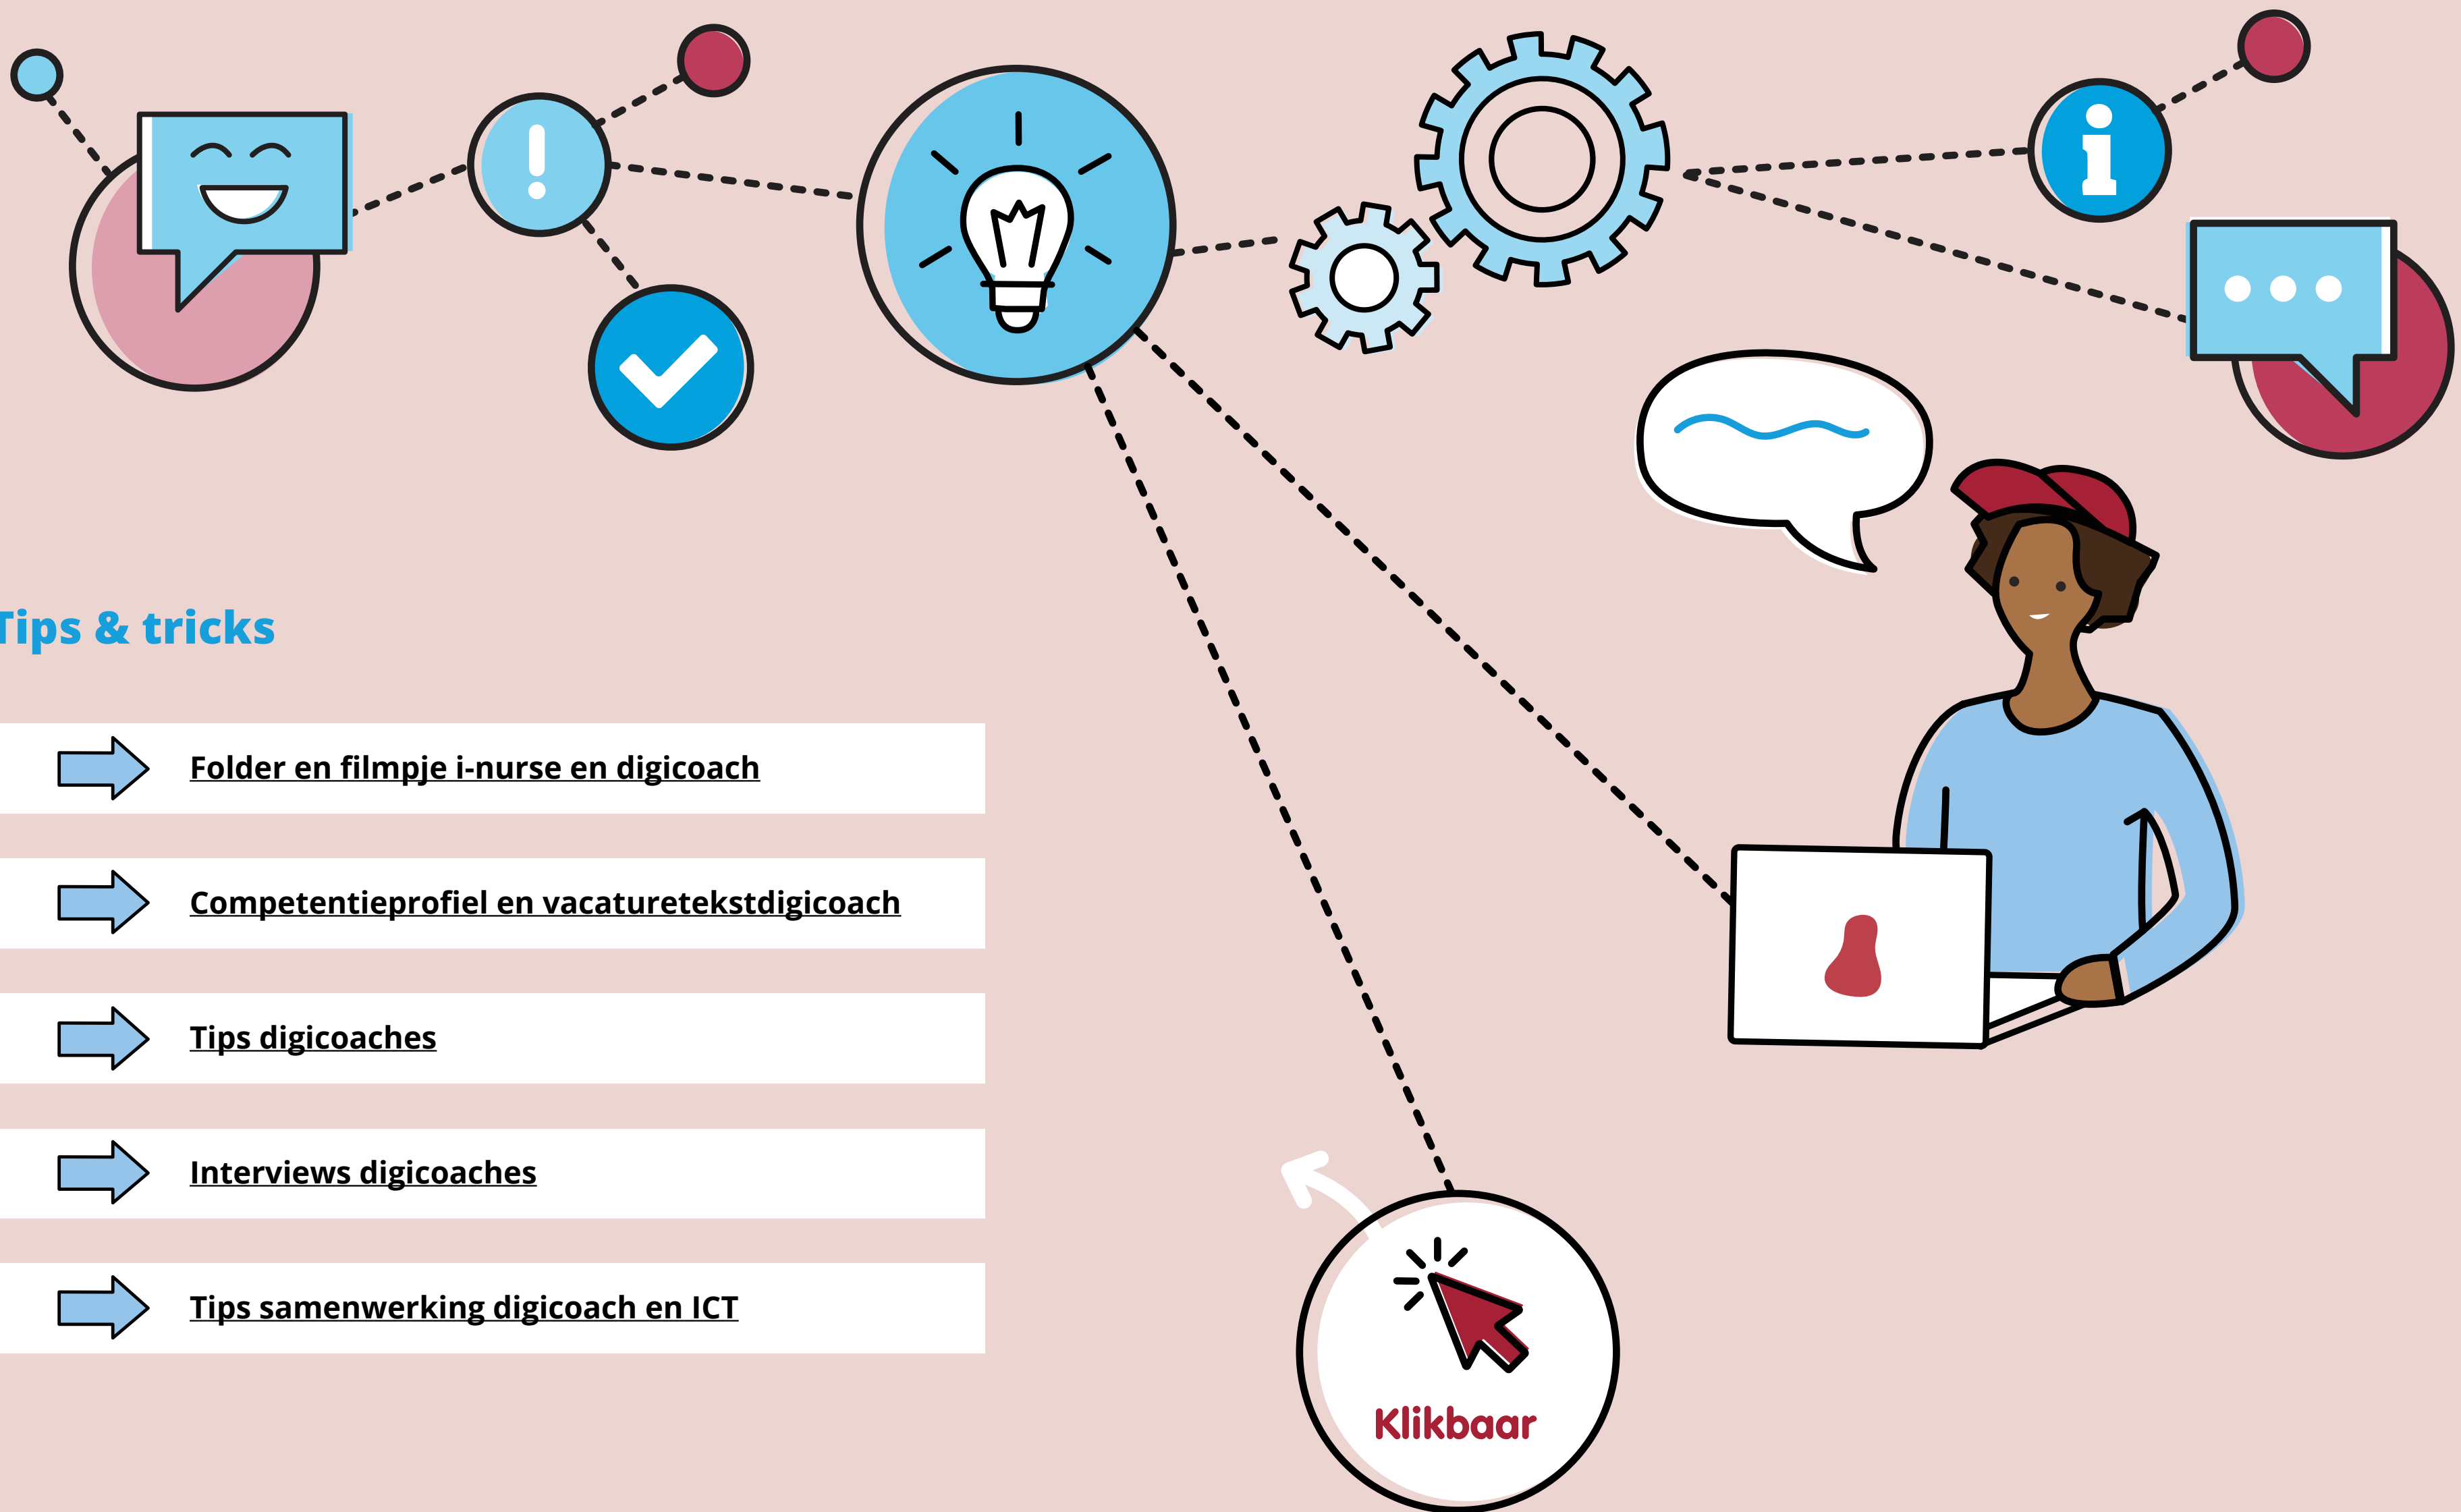 Tips & tricks
Folder en filmpje i-nurse en digicoach
Competentieprofiel en vacaturetekstdigicoach
Tips digicoaches
Interviews digicoaches
Tips samenwerking digicoach en ICT
Klikbaar